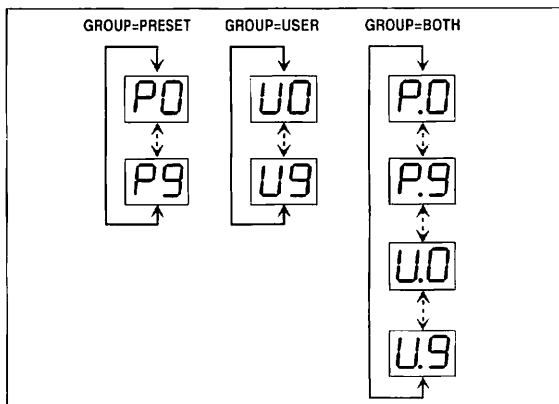 GROUP=PRESET GROUP=USER GROUP=BOTH
P0 U0 P.0
P9 U9 P.9
U.0
U.9